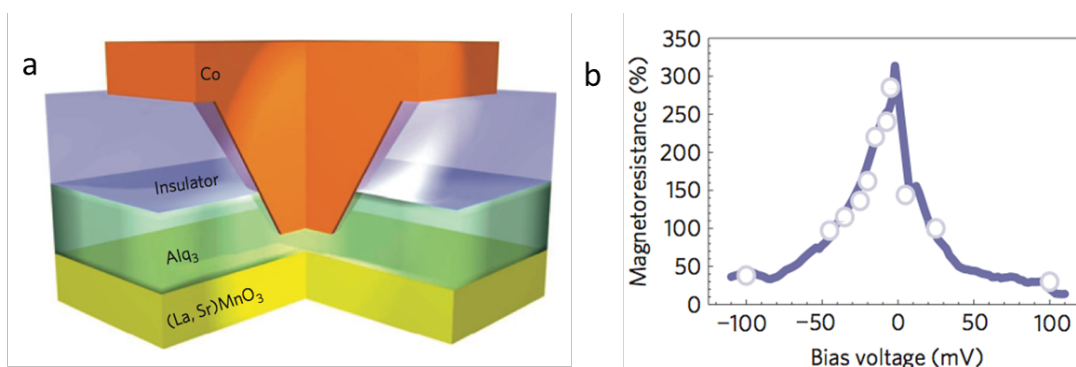 a
Co
Insulator
Alq₃
(La, Sr)MnO₃
b
Magnetoresistance (%)
350
300
250
200
150
100
50
0
−100 −50 0 50 100
Bias voltage (mV)